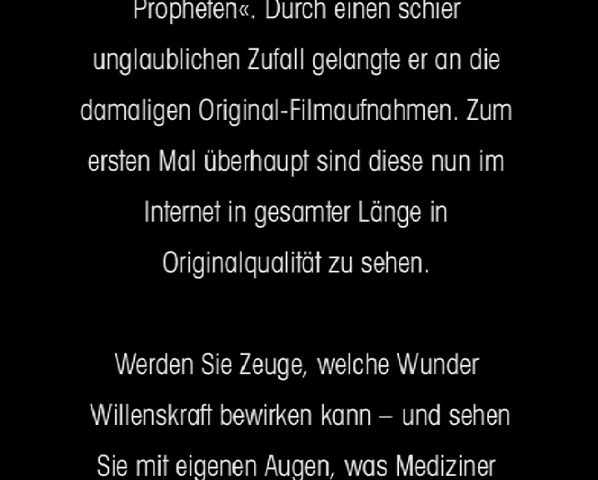 Propheten«. Durch einen schier
unglaublichen Zufall gelangte er an die
damaligen Original-Filmaufnahmen. Zum
ersten Mal überhaupt sind diese nun im
Internet in gesamter Länge in
Originalqualität zu sehen.
Werden Sie Zeuge, welche Wunder
Willenskraft bewirken kann – und sehen
Sie mit eigenen Augen, was Mediziner